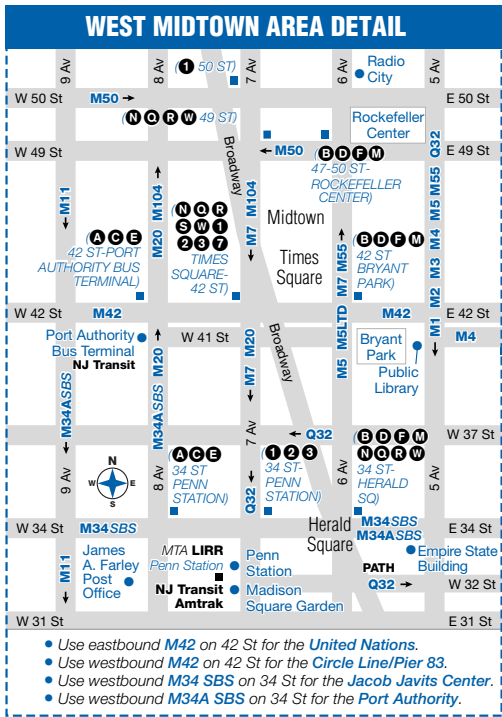 WEST MIDTOWN AREA DETAIL
9 Av
8 Av
(1 50 ST)
7 Av
6 Av
Radio
City
5 Av
W 50 St
M50 →
E 50 St
(N Q R W 49 ST)
Rockefeller
Center
W 49 St
← M50
(B D F M
47-50 ST-
ROCKEFELLER
CENTER)
E 49 St
Broadway
Q32
M11
M20 M104
(N Q R
S W 1
2 3 7
TIMES
SQUARE-
42 ST)
M7 M104
Midtown
Times
Square
M5 M5LTD M7 M55
M1 M2 M3 M4 M5 M55
(A C E
42 ST-PORT
AUTHORITY BUS
TERMINAL)
(B D F M
42 ST
BRYANT
PARK)
W 42 St
M42
M42
E 42 St
Port Authority
Bus Terminal
NJ Transit
W 41 St
Broadway
Bryant
Park
Public
Library
M4
M34ASBS
M34ASBS M20
M7 M20
← Q32
W 37 St
9 Av
N
W E
S
8 Av
(A C E
34 ST
PENN
STATION)
7 Av
Q32
(1 2 3
34 ST-
PENN
STATION)
6 Av
(B D F M
N Q R W
34 ST-
HERALD
SQ)
5 Av
W 34 St
M34SBS
Herald
Square
M34SBS
M34ASBS
E 34 St
M11
James
A. Farley
Post
Office
MTA LIRR
Penn Station
NJ Transit
Amtrak
Penn
Station
Madison
Square Garden
PATH
Empire State
Building
Q32 →
W 32 St
W 31 St
E 31 St
• Use eastbound M42 on 42 St for the United Nations.
• Use westbound M42 on 42 St for the Circle Line/Pier 83.
• Use westbound M34 SBS on 34 St for the Jacob Javits Center.
• Use westbound M34A SBS on 34 St for the Port Authority.